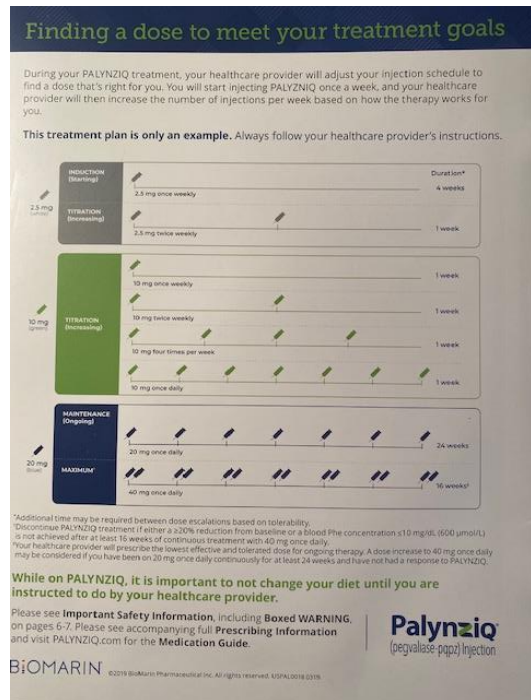 Finding a dose to meet your treatment goals
During your PALYNZIQ treatment, your healthcare provider will adjust your injection schedule to
find a dose that's right for you. You will start injecting PALYZNIQ once a week, and your healthcare
provider will then increase the number of injections per week based on how the therapy works for
you.
This treatment plan is only an example. Always follow your healthcare provider's instructions.
INDUCTION
(Starting)
Duration*
2.5 mg once weekly
4 weeks
2.5 mg
(white)
TITRATION
(Increasing)
2.5 mg twice weekly
1 week
10 mg once weekly
1 week
10 mg twice weekly
1 week
10 mg
(green)
TITRATION
(Increasing)
10 mg four times per week
1 week
10 mg once daily
1 week
MAINTENANCE
(Ongoing)
20 mg once daily
24 weeks
20 mg
(blue)
MAXIMUM†
40 mg once daily
16 weeks‡
*Additional time may be required between dose escalations based on tolerability.
Discontinue PALYNZIQ treatment if either a ≥20% reduction from baseline or a blood Phe concentration ≤10 mg/dL (600 µmol/L)
is not achieved after at least 16 weeks of continuous treatment with 40 mg once daily.
Your healthcare provider will prescribe the lowest effective and tolerated dose for ongoing therapy. A dose increase to 40 mg once daily
may be considered if you have been on 20 mg once daily continuously for at least 24 weeks and have not had a response to PALYNZIQ.
While on PALYNZIQ, it is important to not change your diet until you are
instructed to do by your healthcare provider.
Please see Important Safety Information, including Boxed WARNING,
on pages 6-7. Please see accompanying full Prescribing Information
and visit PALYNZIQ.com for the Medication Guide.
Palynziq®
(pegvaliase-pqpz) Injection
BIOMARIN
©2019 BioMarin Pharmaceutical Inc. All rights reserved. USPAL0018 0319